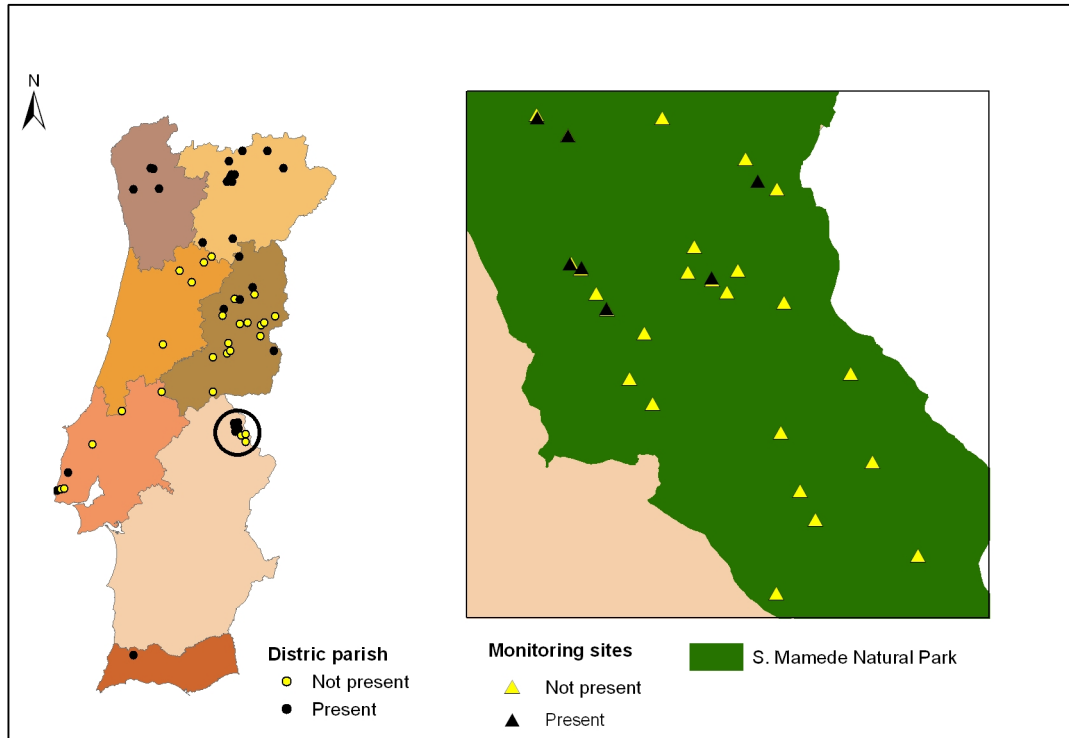 N
Distric parish
Not present
Present
Monitoring sites
Not present
Present
S. Mamede Natural Park